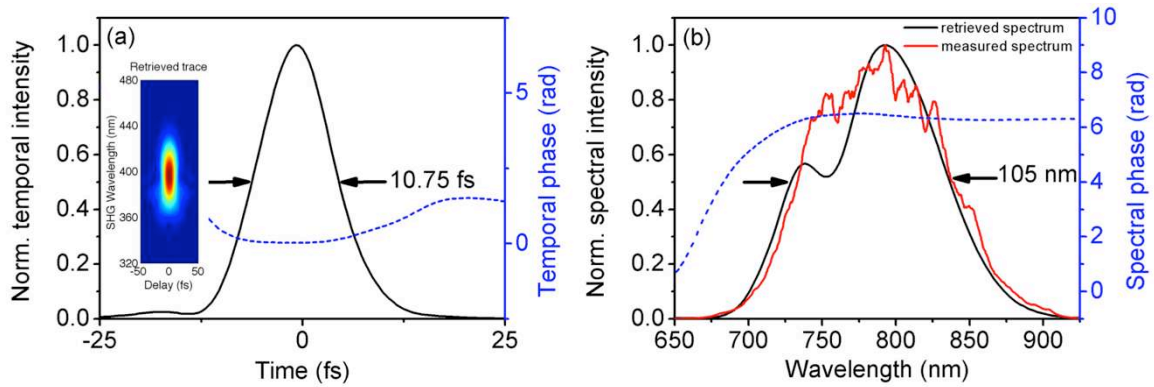 (a)
Norm. temporal intensity
1.0
0.8
0.6
0.4
0.2
0.0
-25
0
25
Time (fs)
Temporal phase (rad)
5
0
10.75 fs
Retrieved trace
SHG Wavelength (nm)
480
440
400
360
320
-50
0
50
Delay (fs)
(b)
retrieved spectrum
measured spectrum
Norm. spectral intensity
1.0
0.8
0.6
0.4
0.2
0.0
650
700
750
800
850
900
Wavelength (nm)
105 nm
Spectral phase (rad)
10
8
6
4
2
0